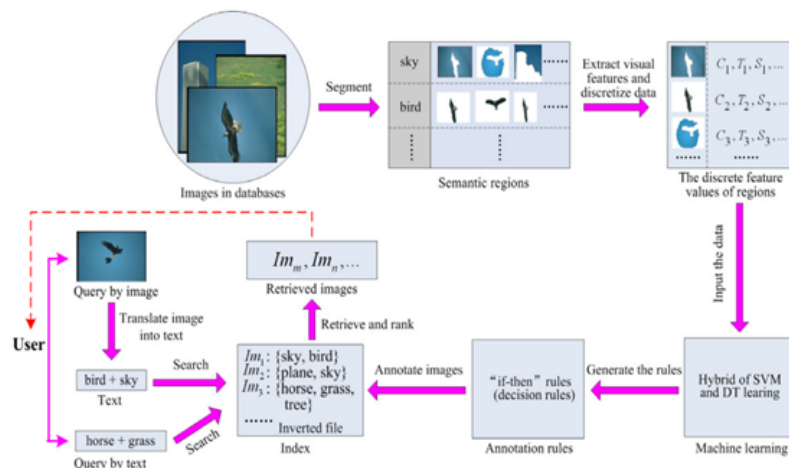 sky
bird
......
......
⋮
⋮
Segment
Extract visual
features and
discretize data
C₁, T₁, S₁,...
C₂, T₂, S₂,...
C₃, T₃, S₃,...
......
......
Images in databases
Semantic regions
The discrete feature
values of regions
Input the data
Im_m, Im_n,...
Retrieved images
Query by image
Translate image
into text
Retrieve and rank
User
bird + sky
Text
Search
Im₁: {sky, bird}
Im₂: {plane, sky}
Im₃: {horse, grass,
tree}
...... Inverted file
Index
Annotate images
"if-then" rules
(decision rules)
Annotation rules
Generate the rules
Hybrid of SVM
and DT learing
Machine learning
horse + grass
Query by text
Search